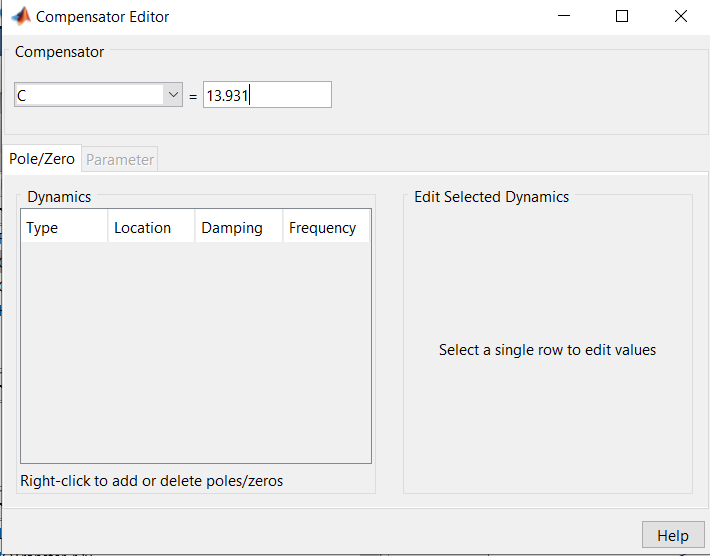 Compensator Editor
Compensator
C = 13.931
Pole/Zero Parameter
Dynamics
Type Location Damping Frequency
Right-click to add or delete poles/zeros
Edit Selected Dynamics
Select a single row to edit values
Help